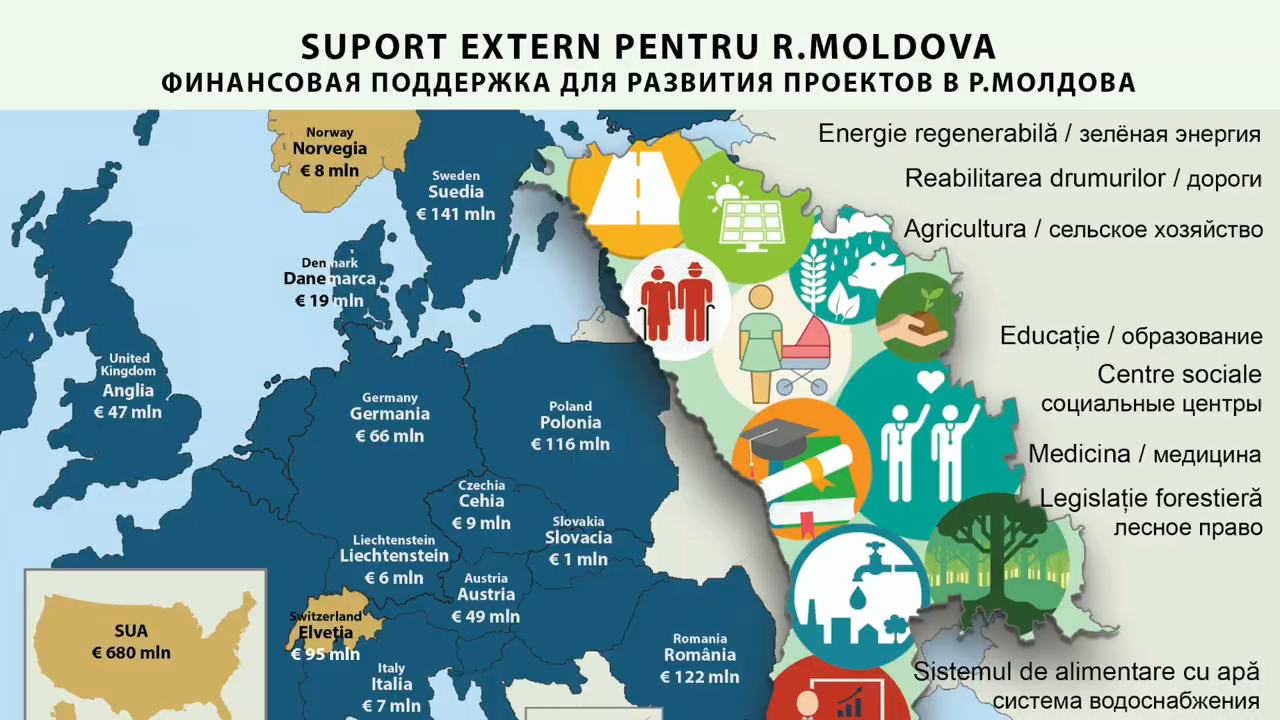 SUPORT EXTERN PENTRU R.MOLDOVA
ФИНАНСОВАЯ ПОДДЕРЖКА ДЛЯ РАЗВИТИЯ ПРОЕКТОВ В Р.МОЛДОВА
Norway
Norvegia
€ 8 mln
Sweden
Suedia
€ 141 mln
Denmark
Danemarca
€ 19 mln
United
Kingdom
Anglia
€ 47 mln
Germany
Germania
€ 66 mln
Poland
Polonia
€ 116 mln
Czechia
Cehia
€ 9 mln
Slovakia
Slovacia
€ 1 mln
Liechtenstein
Liechtenstein
€ 6 mln
Austria
Austria
€ 49 mln
Switzerland
Elveția
€ 95 mln
Italy
Italia
€ 7 mln
Romania
România
€ 122 mln
SUA
€ 680 mln
Energie regenerabilă / зелёная энергия
Reabilitarea drumurilor / дороги
Agricultura / сельское хозяйство
Educație / образование
Centre sociale
социальные центры
Medicina / медицина
Legislație forestieră
лесное право
Sistemul de alimentare cu apă
система водоснабжения